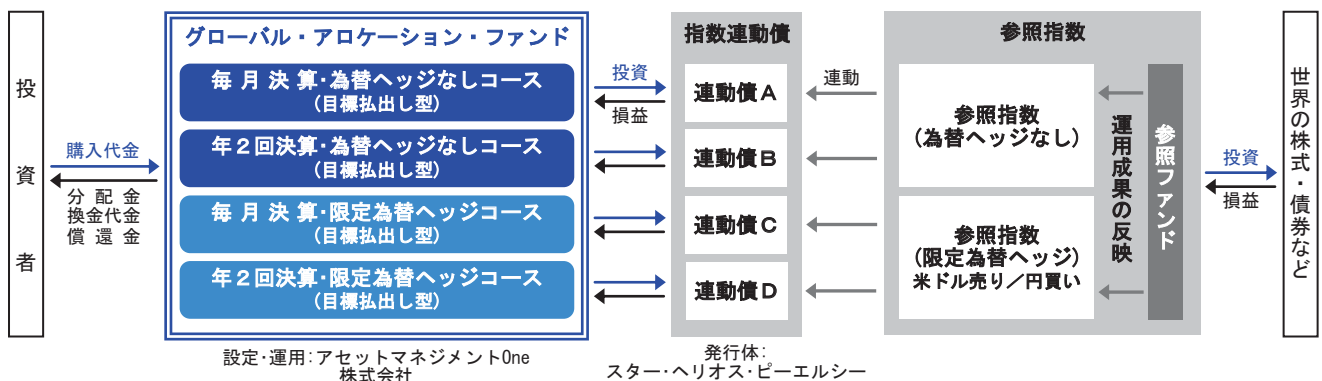 投資者
購入代金
分配金
換金代金
償還金
グローバル・アロケーション・ファンド
毎月決算・為替ヘッジなしコース
(目標払出し型)
年2回決算・為替ヘッジなしコース
(目標払出し型)
毎月決算・限定為替ヘッジコース
(目標払出し型)
年2回決算・限定為替ヘッジコース
(目標払出し型)
設定・運用:アセットマネジメントOne
株式会社
投資
損益
指数連動債
連動債A
連動債B
連動債C
連動債D
発行体:
スター・ヘリオス・ピーエルシー
連動
参照指数
参照指数
(為替ヘッジなし)
参照指数
(限定為替ヘッジ)
米ドル売り/円買い
運用成果の反映
参照ファンド
投資
損益
世界の株式・債券など